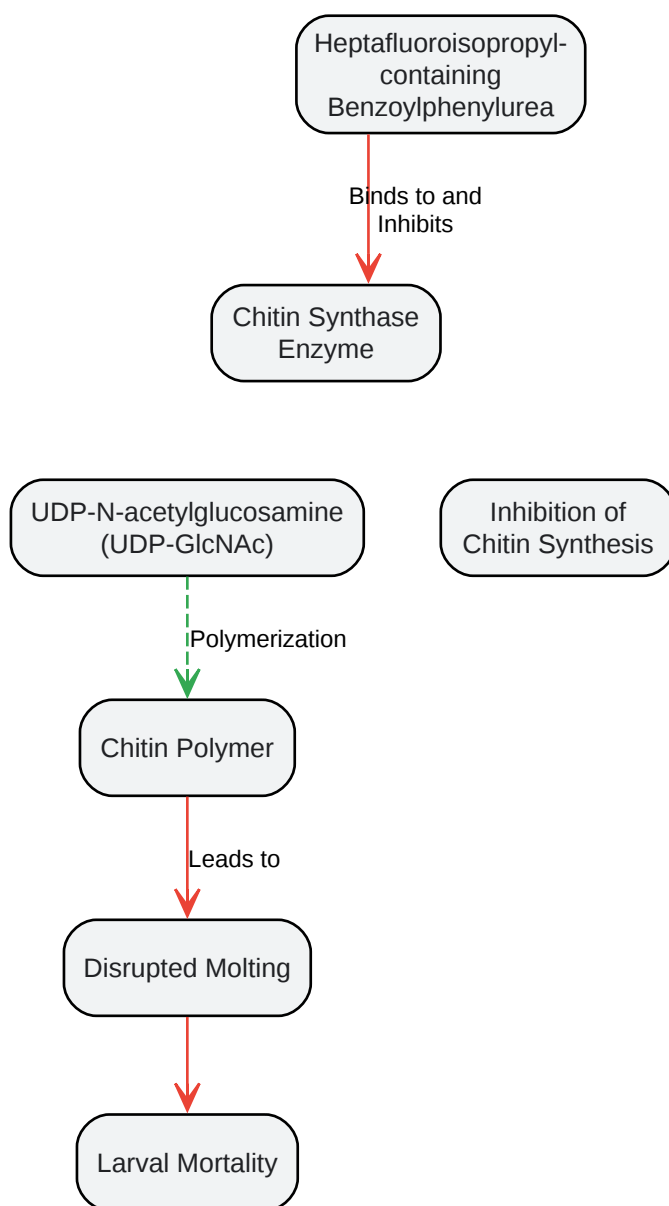 Heptafluoroisopropyl-
containing
Benzoylphenylurea
Binds to and
Inhibits
Chitin Synthase
Enzyme
UDP-N-acetylglucosamine
(UDP-GlcNAc)
Inhibition of
Chitin Synthesis
Polymerization
Chitin Polymer
Leads to
Disrupted Molting
Larval Mortality